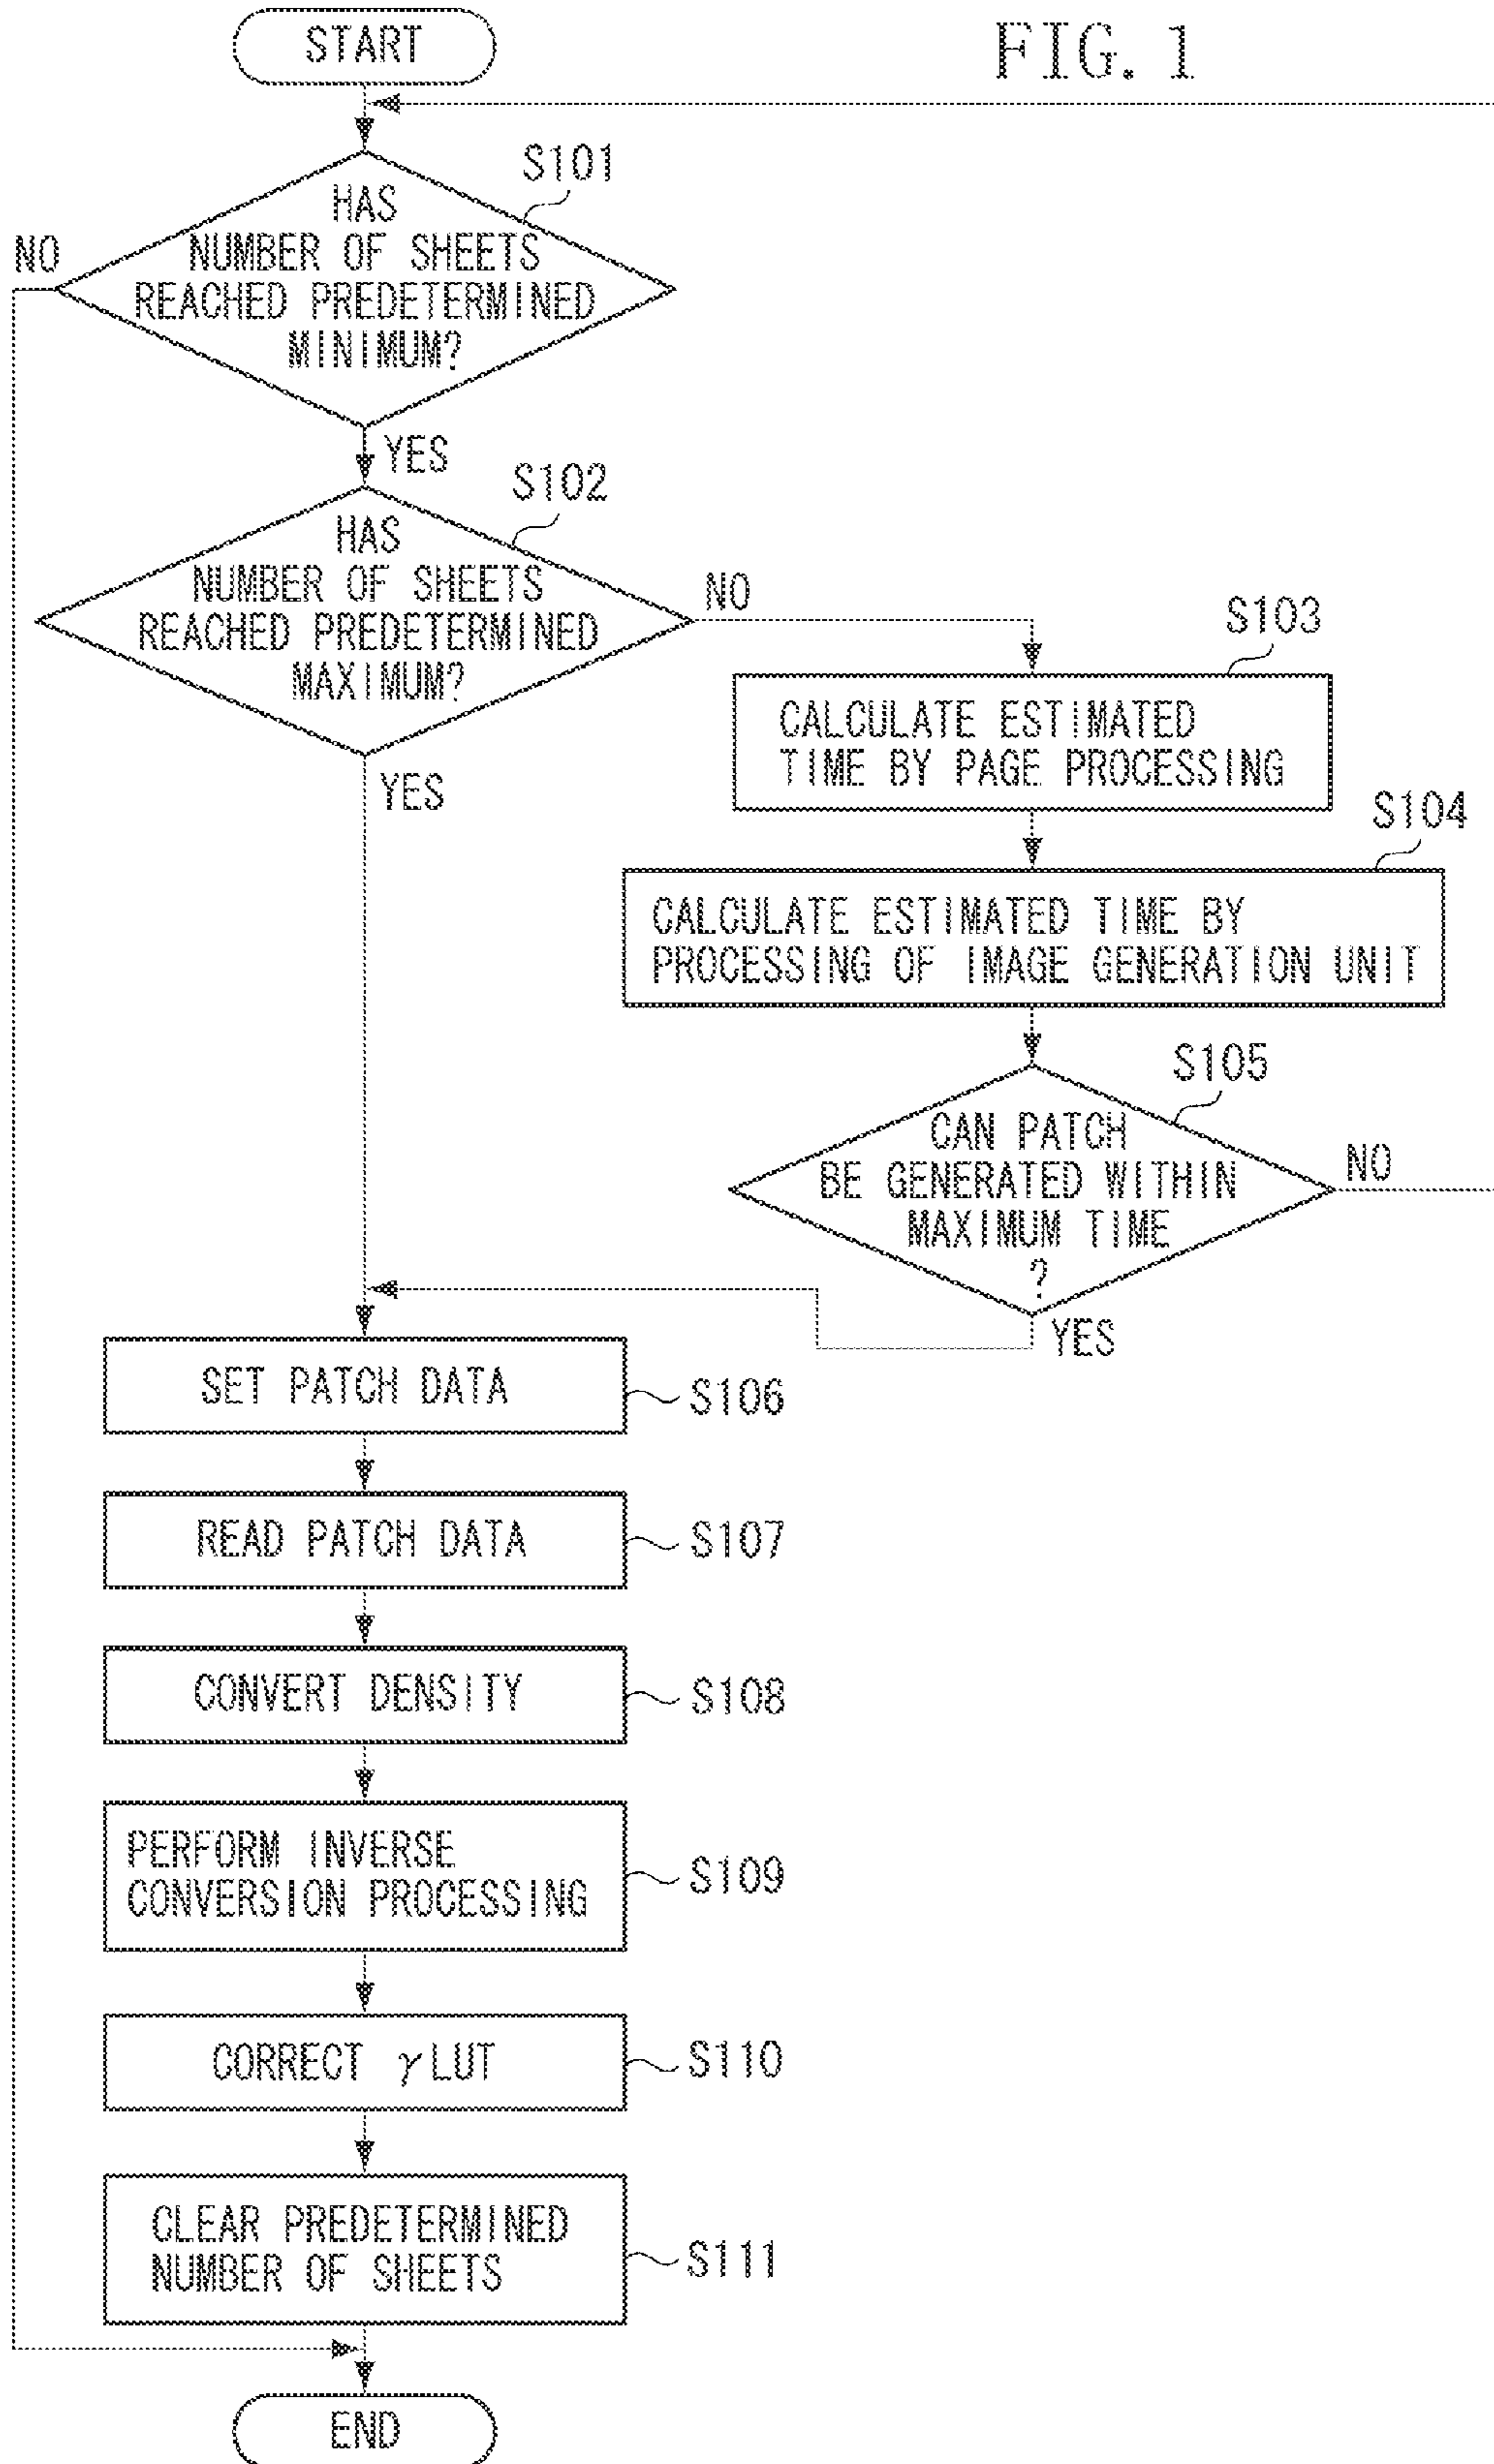 START
FIG. 1
S101
HAS
NUMBER OF SHEETS
REACHED PREDETERMINED
MINIMUM?
NO
YES
S102
HAS
NUMBER OF SHEETS
REACHED PREDETERMINED
MAXIMUM?
NO
YES
S103
CALCULATE ESTIMATED
TIME BY PAGE PROCESSING
S104
CALCULATE ESTIMATED TIME BY
PROCESSING OF IMAGE GENERATION UNIT
S105
CAN PATCH
BE GENERATED WITHIN
MAXIMUM TIME
?
NO
YES
SET PATCH DATA
S106
READ PATCH DATA
S107
CONVERT DENSITY
S108
PERFORM INVERSE
CONVERSION PROCESSING
S109
CORRECT γ LUT
S110
CLEAR PREDETERMINED
NUMBER OF SHEETS
S111
END